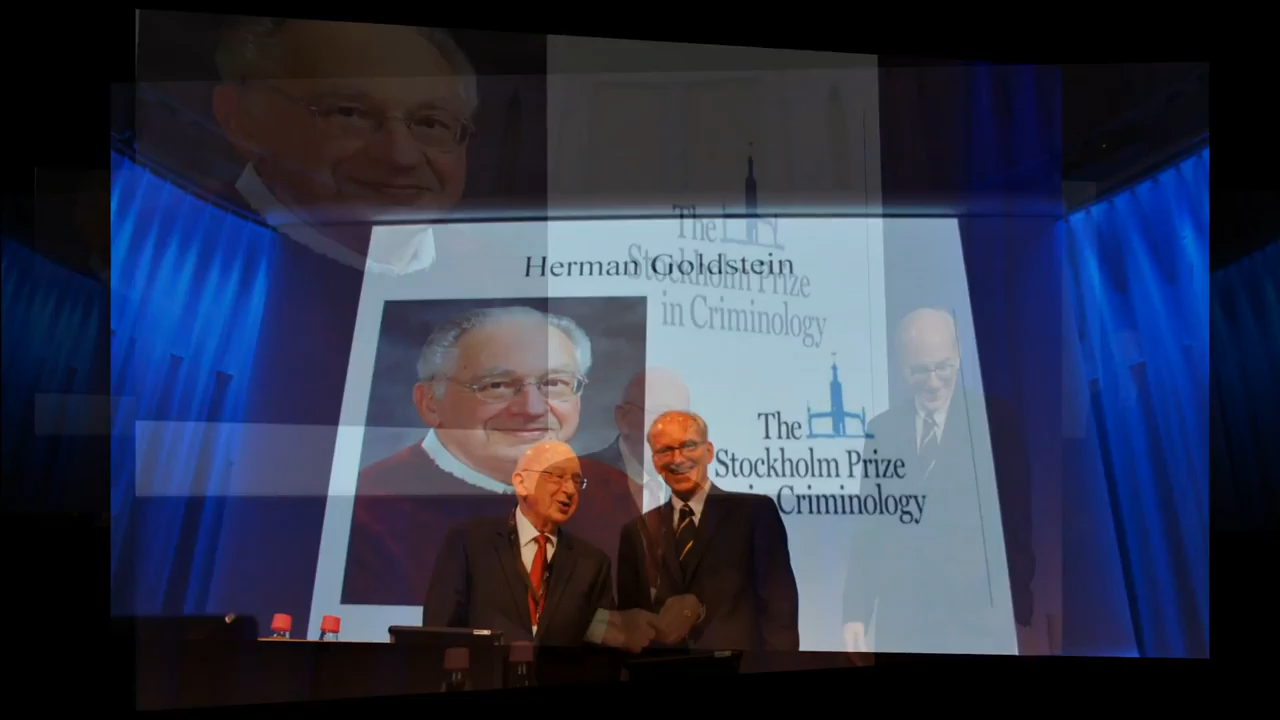 Herman Goldstein
The
Stockholm Prize
in Criminology
The
Stockholm Prize
in Criminology